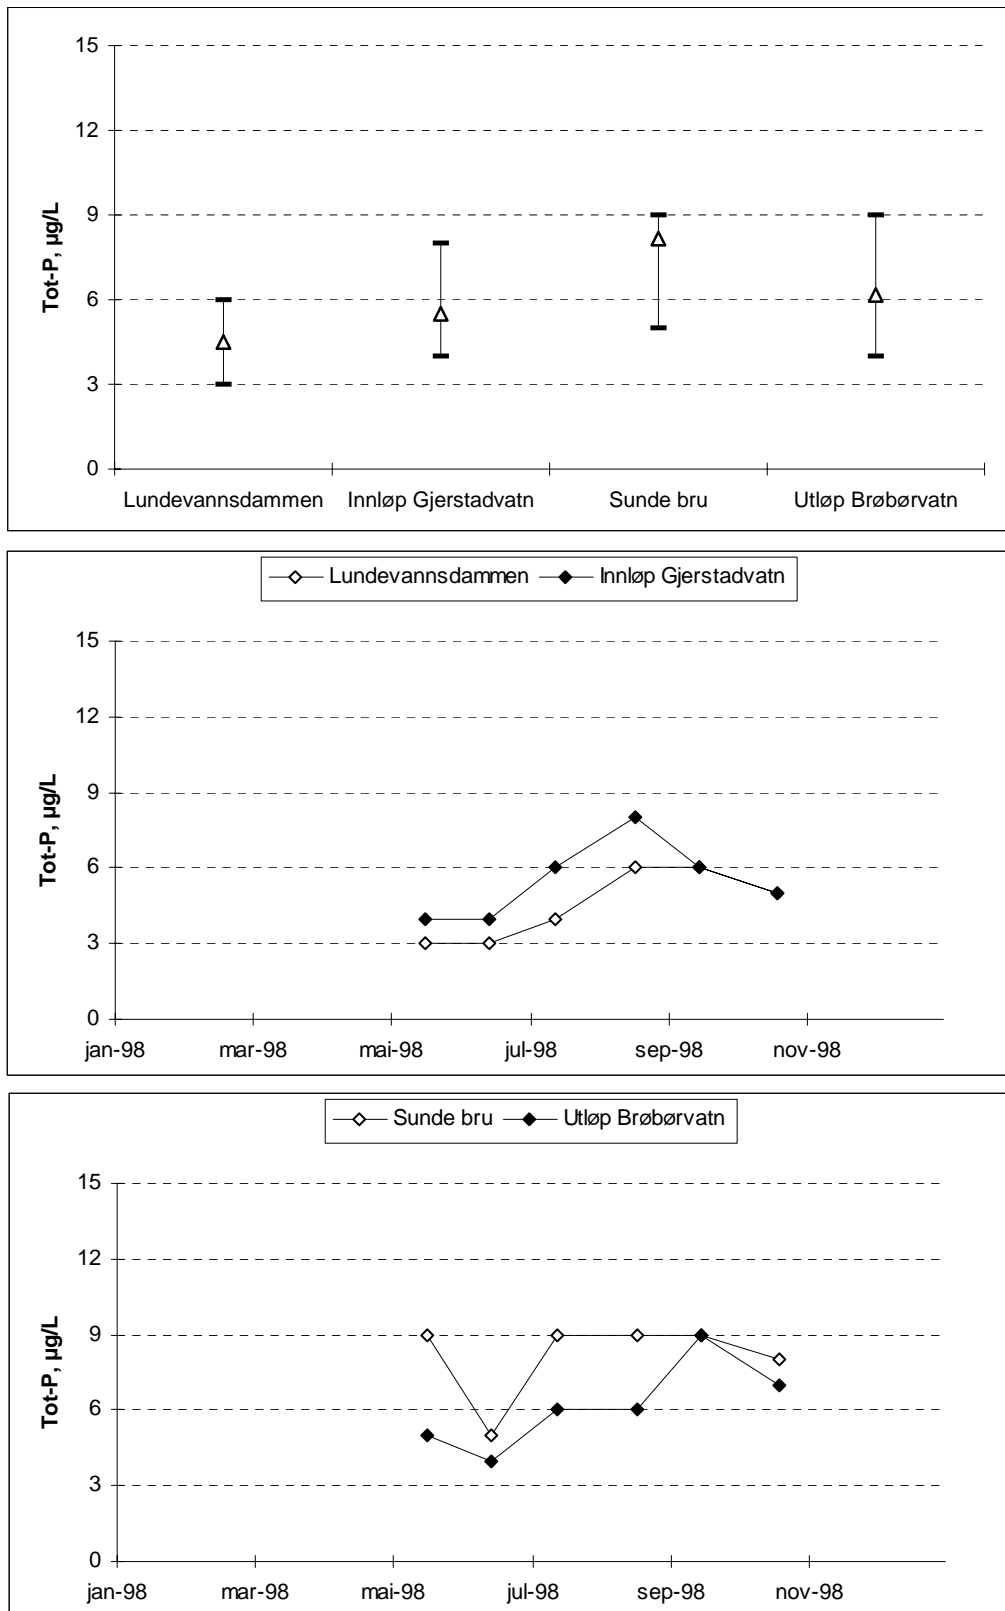 15
12
9
6
3
0
Tot-P, µg/L
Lundevannsdammen Innløp Gjerstadvatn Sunde bru Utløp Brøbørvatn
Lundevannsdammen Innløp Gjerstadvatn
15
12
9
6
3
0
Tot-P, µg/L
jan-98 mar-98 mai-98 jul-98 sep-98 nov-98
Sunde bru Utløp Brøbørvatn
15
12
9
6
3
0
Tot-P, µg/L
jan-98 mar-98 mai-98 jul-98 sep-98 nov-98